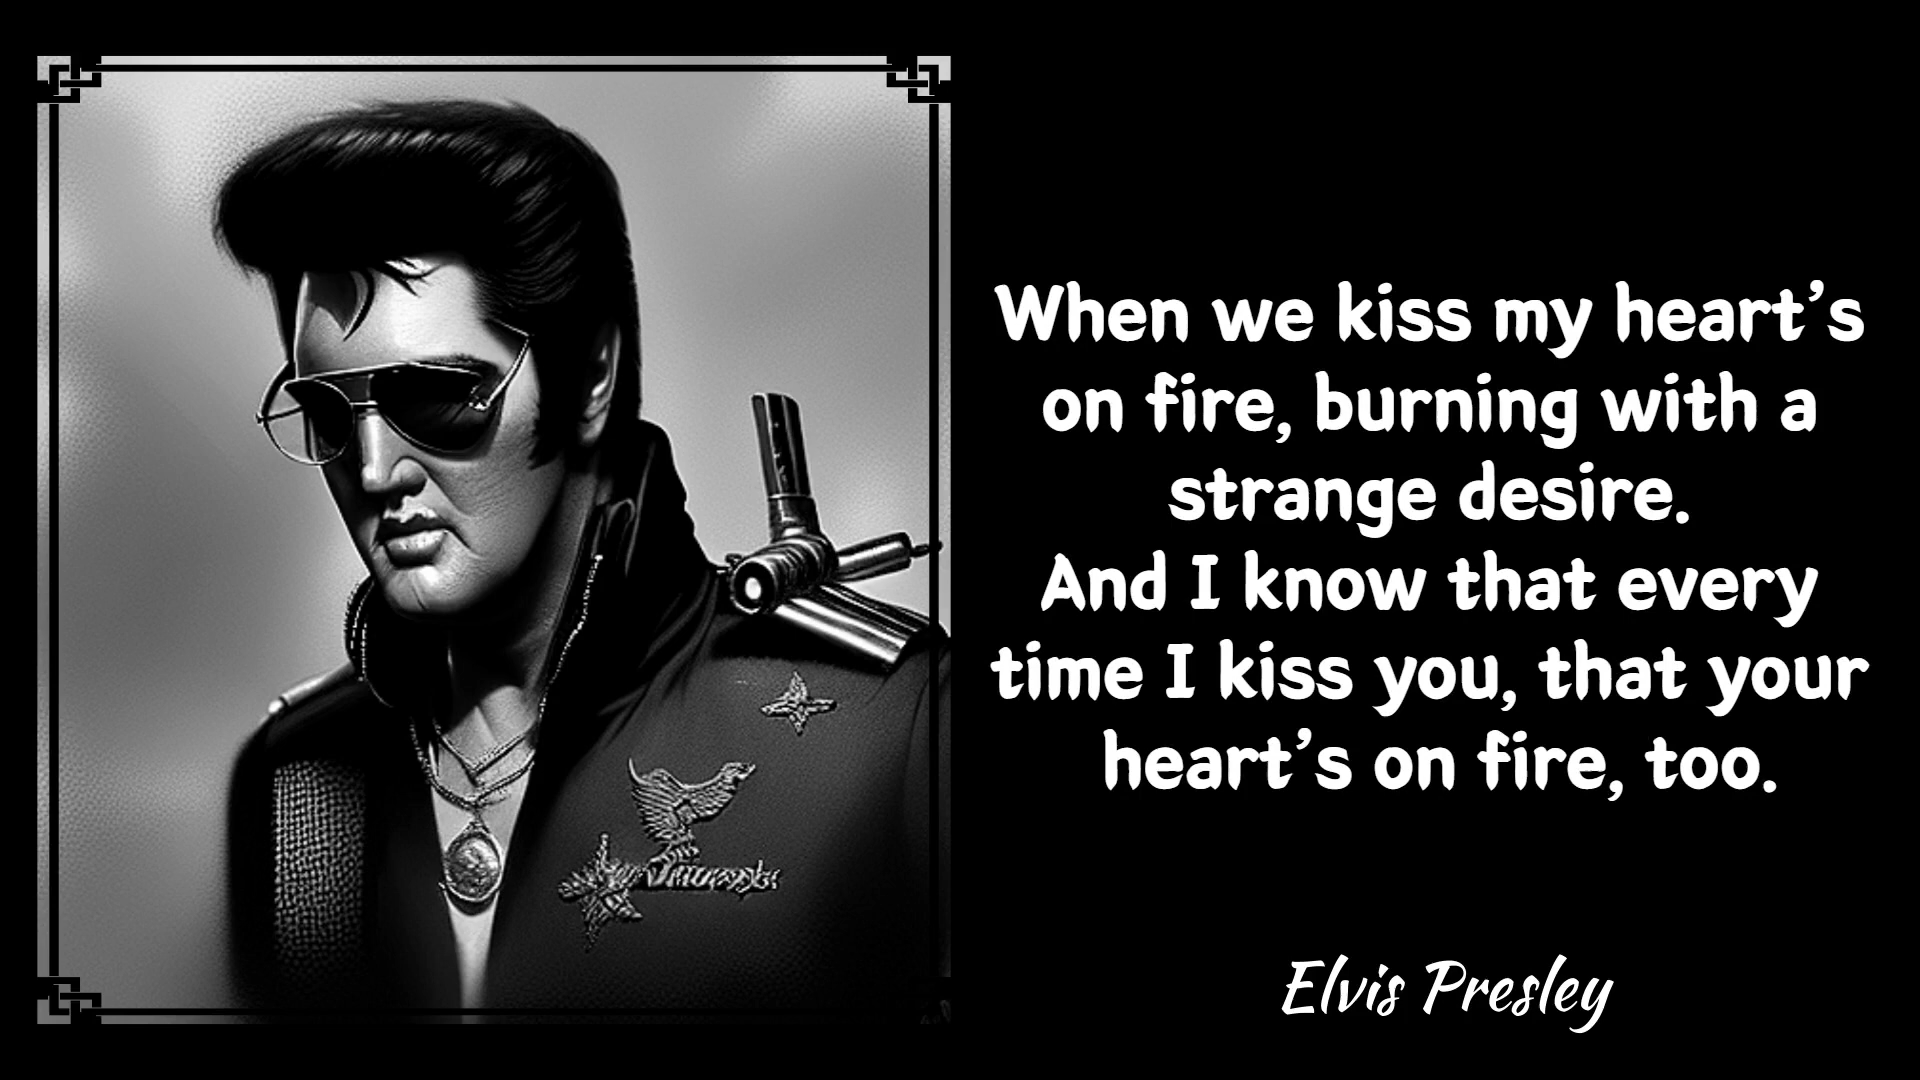 When we kiss my heart’s
on fire, burning with a
strange desire.
And I know that every
time I kiss you, that your
heart’s on fire, too.
Elvis Presley